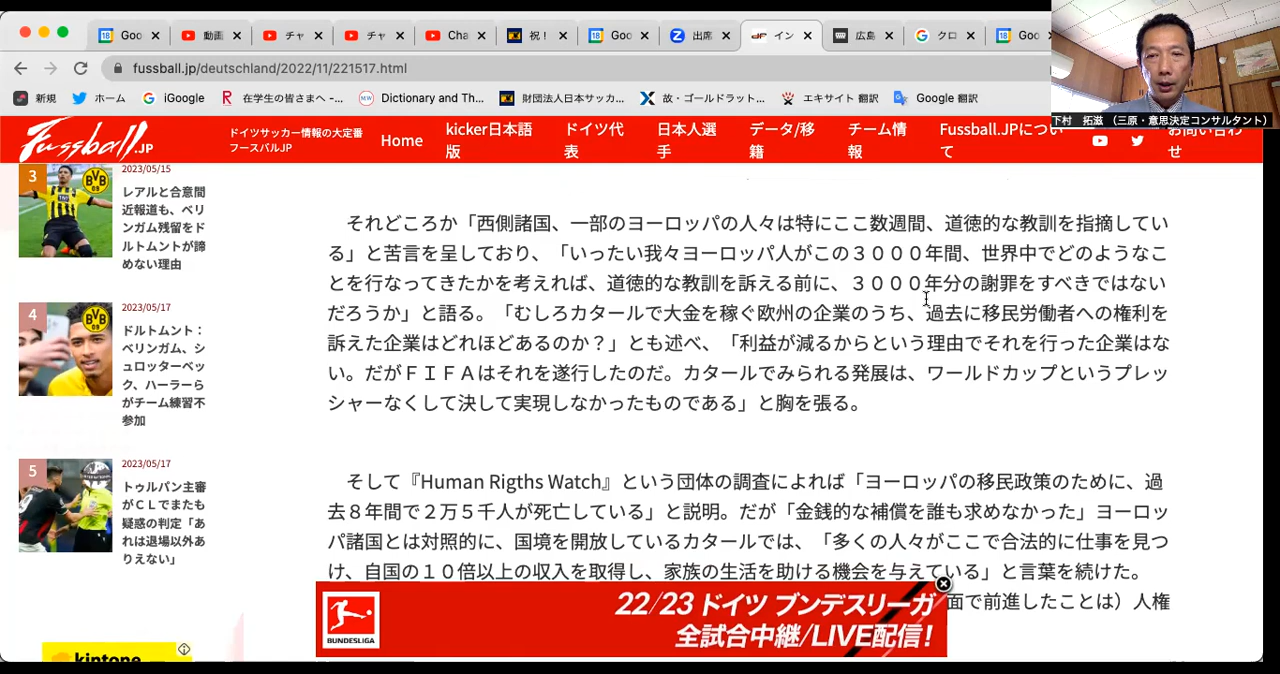 Goo
動画
チャ
チャ
Cha
祝！
Goo
出席
イン
広島
クロ
Goo
fussball.jp/deutschland/2022/11/221517.html
新規
ホーム
iGoogle
在学生の皆さまへ -...
Dictionary and Th...
財団法人日本サッカ...
故・ゴールドラット...
エキサイト 翻訳
Google 翻訳
下村　拓滋 （三原・意思決定コンサルタント）
Fussball.JP
ドイツサッカー情報の大定番
フースバルJP
Home
kicker日本語版
ドイツ代表
日本人選手
データ/移籍
チーム情報
Fussball.JPについて
お問い合わせ
3
2023/05/15
レアルと合意間
近報道も、ベリ
ンガム残留をド
ルトムントが諦
めない理由
4
2023/05/17
ドルトムント：
ベリンガム、シ
ュロッターベッ
ク、ハーラーら
がチーム練習不
参加
5
2023/05/17
トゥルパン主審
がＣＬでまたも
疑惑の判定「あ
れは退場以外あ
りえない」
kintone
それどころか「西側諸国、一部のヨーロッパの人々は特にここ数週間、道徳的な教訓を指摘してい
る」と苦言を呈しており、「いったい我々ヨーロッパ人がこの３０００年間、世界中でどのようなこ
とを行なってきたかを考えれば、道徳的な教訓を訴える前に、３０００年分の謝罪をすべきではない
だろうか」と語る。「むしろカタールで大金を稼ぐ欧州の企業のうち、過去に移民労働者への権利を
訴えた企業はどれほどあるのか？」とも述べ、「利益が減るからという理由でそれを行った企業はな
い。だがＦＩＦＡはそれを遂行したのだ。カタールでみられる発展は、ワールドカップというプレッ
シャーなくして決して実現しなかったものである」と胸を張る。
そして『Human Rigths Watch』という団体の調査によれば「ヨーロッパの移民政策のために、過
去８年間で２万５千人が死亡している」と説明。だが「金銭的な補償を誰も求めなかった」ヨーロッ
パ諸国とは対照的に、国境を開放しているカタールでは、「多くの人々がここで合法的に仕事を見つ
け、自国の１０倍以上の収入を取得し、家族の生活を助ける機会を与えている」と言葉を続けた。
面で前進したことは）人権
BUNDESLIGA
22/23 ドイツ ブンデスリーガ
全試合中継/LIVE配信！